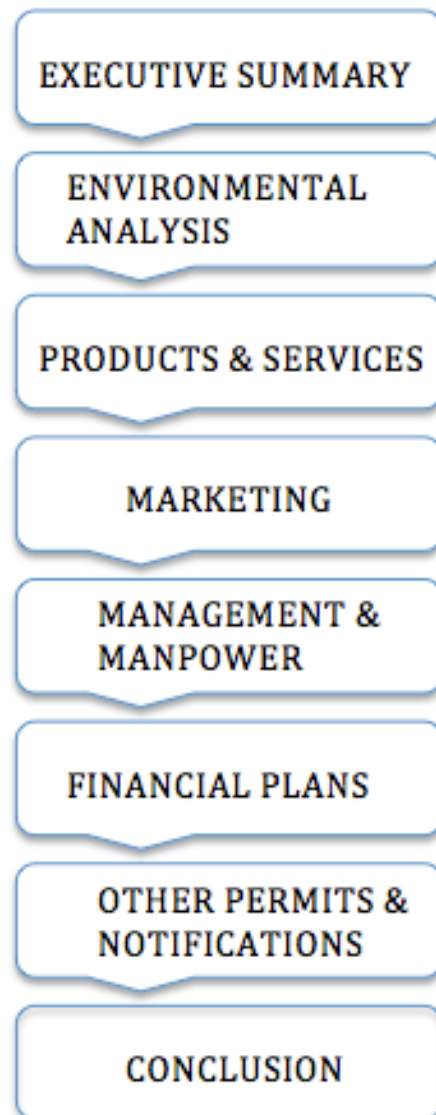 EXECUTIVE SUMMARY
ENVIRONMENTAL
ANALYSIS
PRODUCTS & SERVICES
MARKETING
MANAGEMENT &
MANPOWER
FINANCIAL PLANS
OTHER PERMITS &
NOTIFICATIONS
CONCLUSION